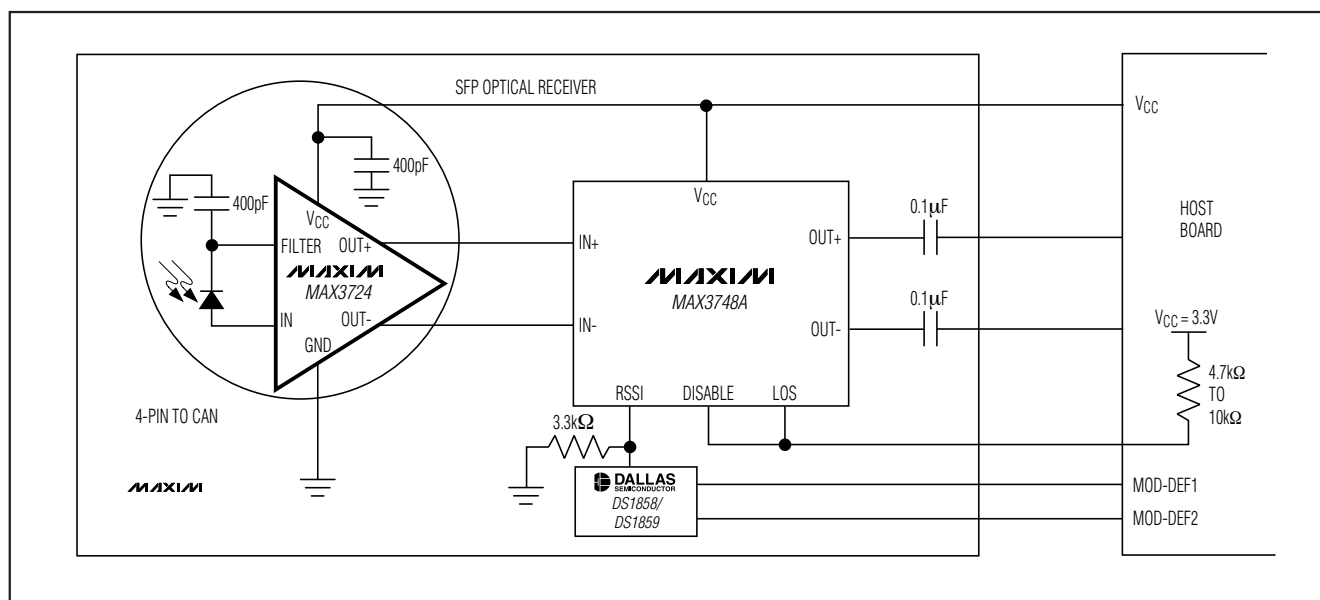 SFP OPTICAL RECEIVER
VCC
400pF
400pF
VCC
VCC
FILTER
OUT+
IN+
OUT+
0.1µF
HOST
BOARD
MAXIM
MAX3724
MAXIM
MAX3748A
IN
OUT-
IN-
OUT-
0.1µF
VCC = 3.3V
GND
4.7kΩ
TO
10kΩ
4-PIN TO CAN
RSSI
DISABLE
LOS
3.3kΩ
MAXIM
DALLAS
SEMICONDUCTOR
DS1858/
DS1859
MOD-DEF1
MOD-DEF2